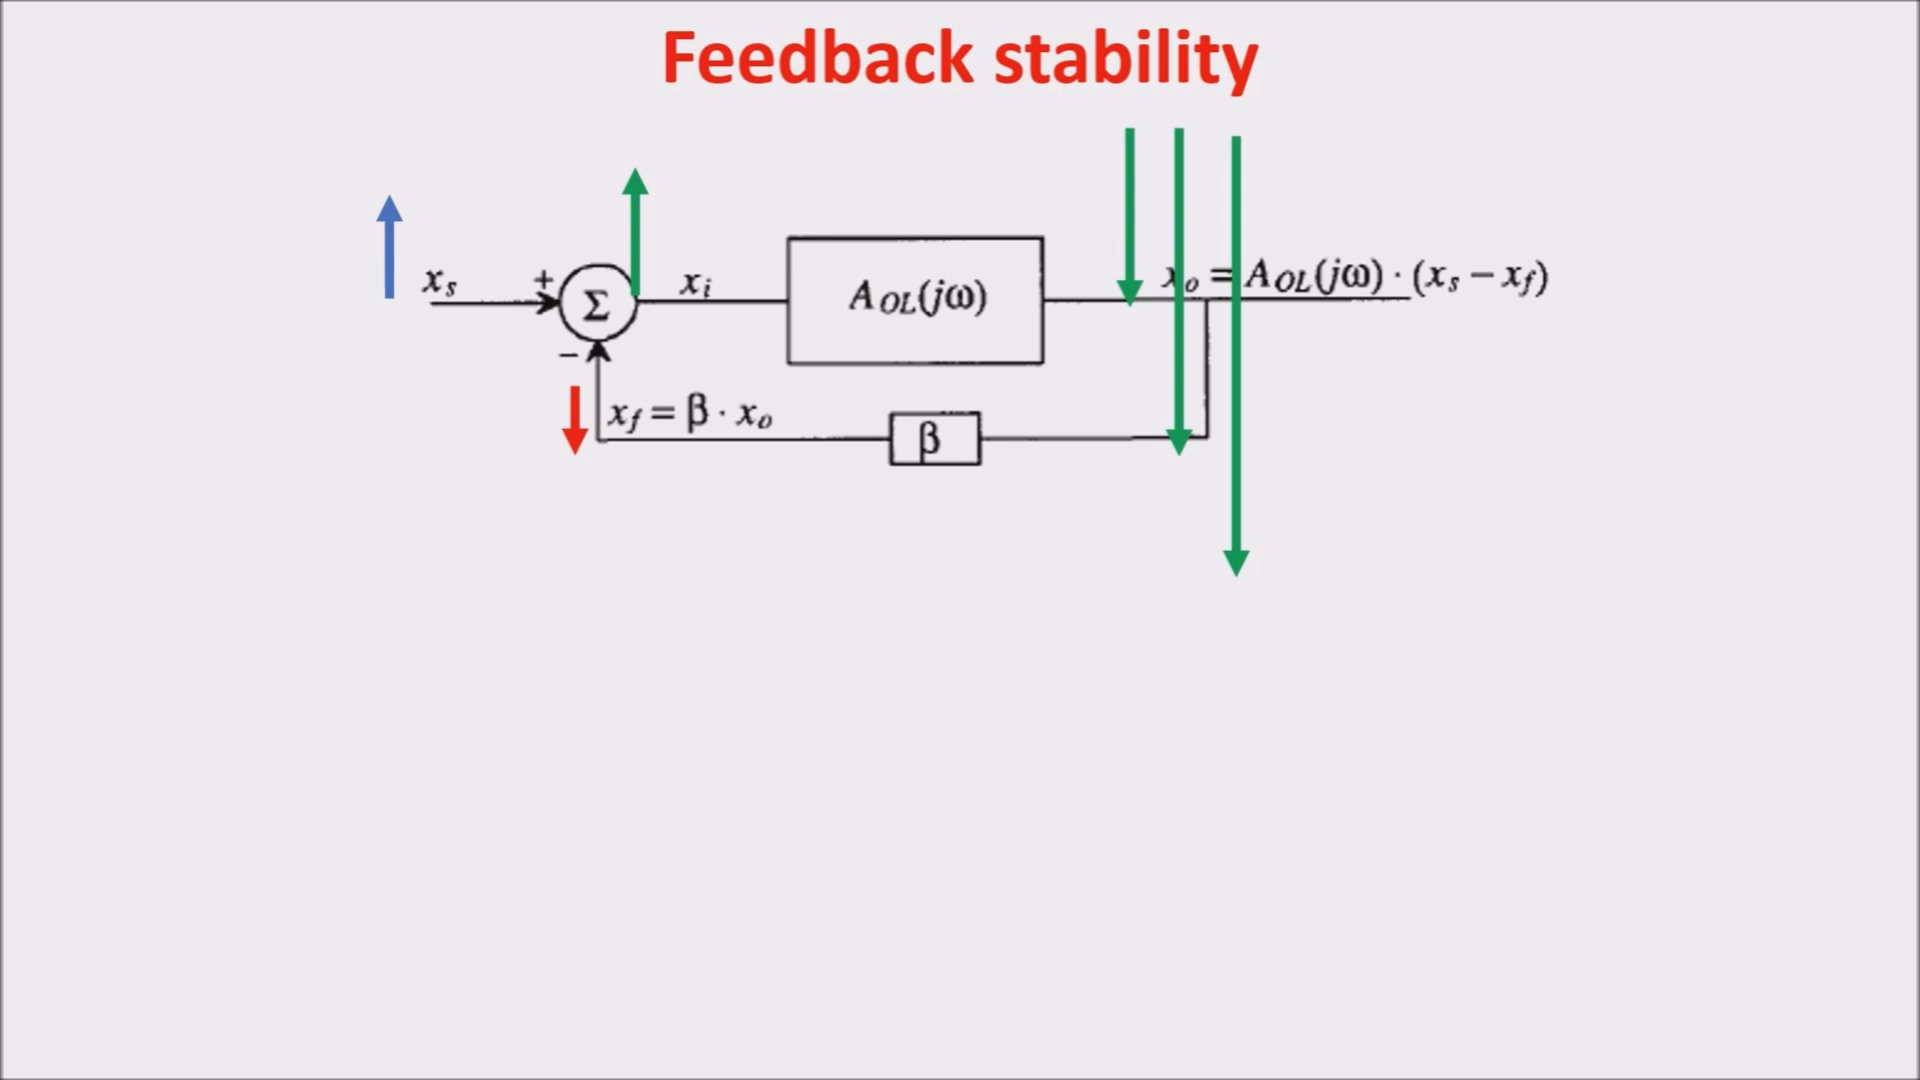 Feedback stability
x_s
+
Σ
−
x_i
A_OL(jω)
x_o = A_OL(jω) · (x_s − x_f)
x_f = β · x_o
β